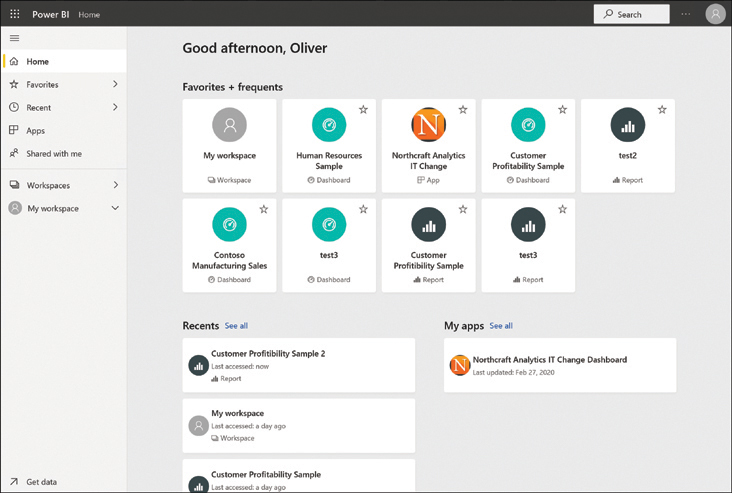 Power BI Home
Search
...
Home
Favorites
Recent
Apps
Shared with me
Workspaces
My workspace
Get data
Good afternoon, Oliver
Favorites + frequents
My workspace
Workspace
Human Resources
Sample
Dashboard
N
Northcraft Analytics
IT Change
App
Customer
Profitability Sample
Dashboard
test2
Report
Contoso
Manufacturing Sales
Dashboard
test3
Dashboard
Customer
Profitibility Sample
Report
test3
Report
Recents See all
Customer Profitibility Sample 2
Last accessed: now
Report
My workspace
Last accessed: a day ago
Workspace
Customer Profitability Sample
Last accessed: a day ago
My apps See all
N
Northcraft Analytics IT Change Dashboard
Last updated: Feb 27, 2020